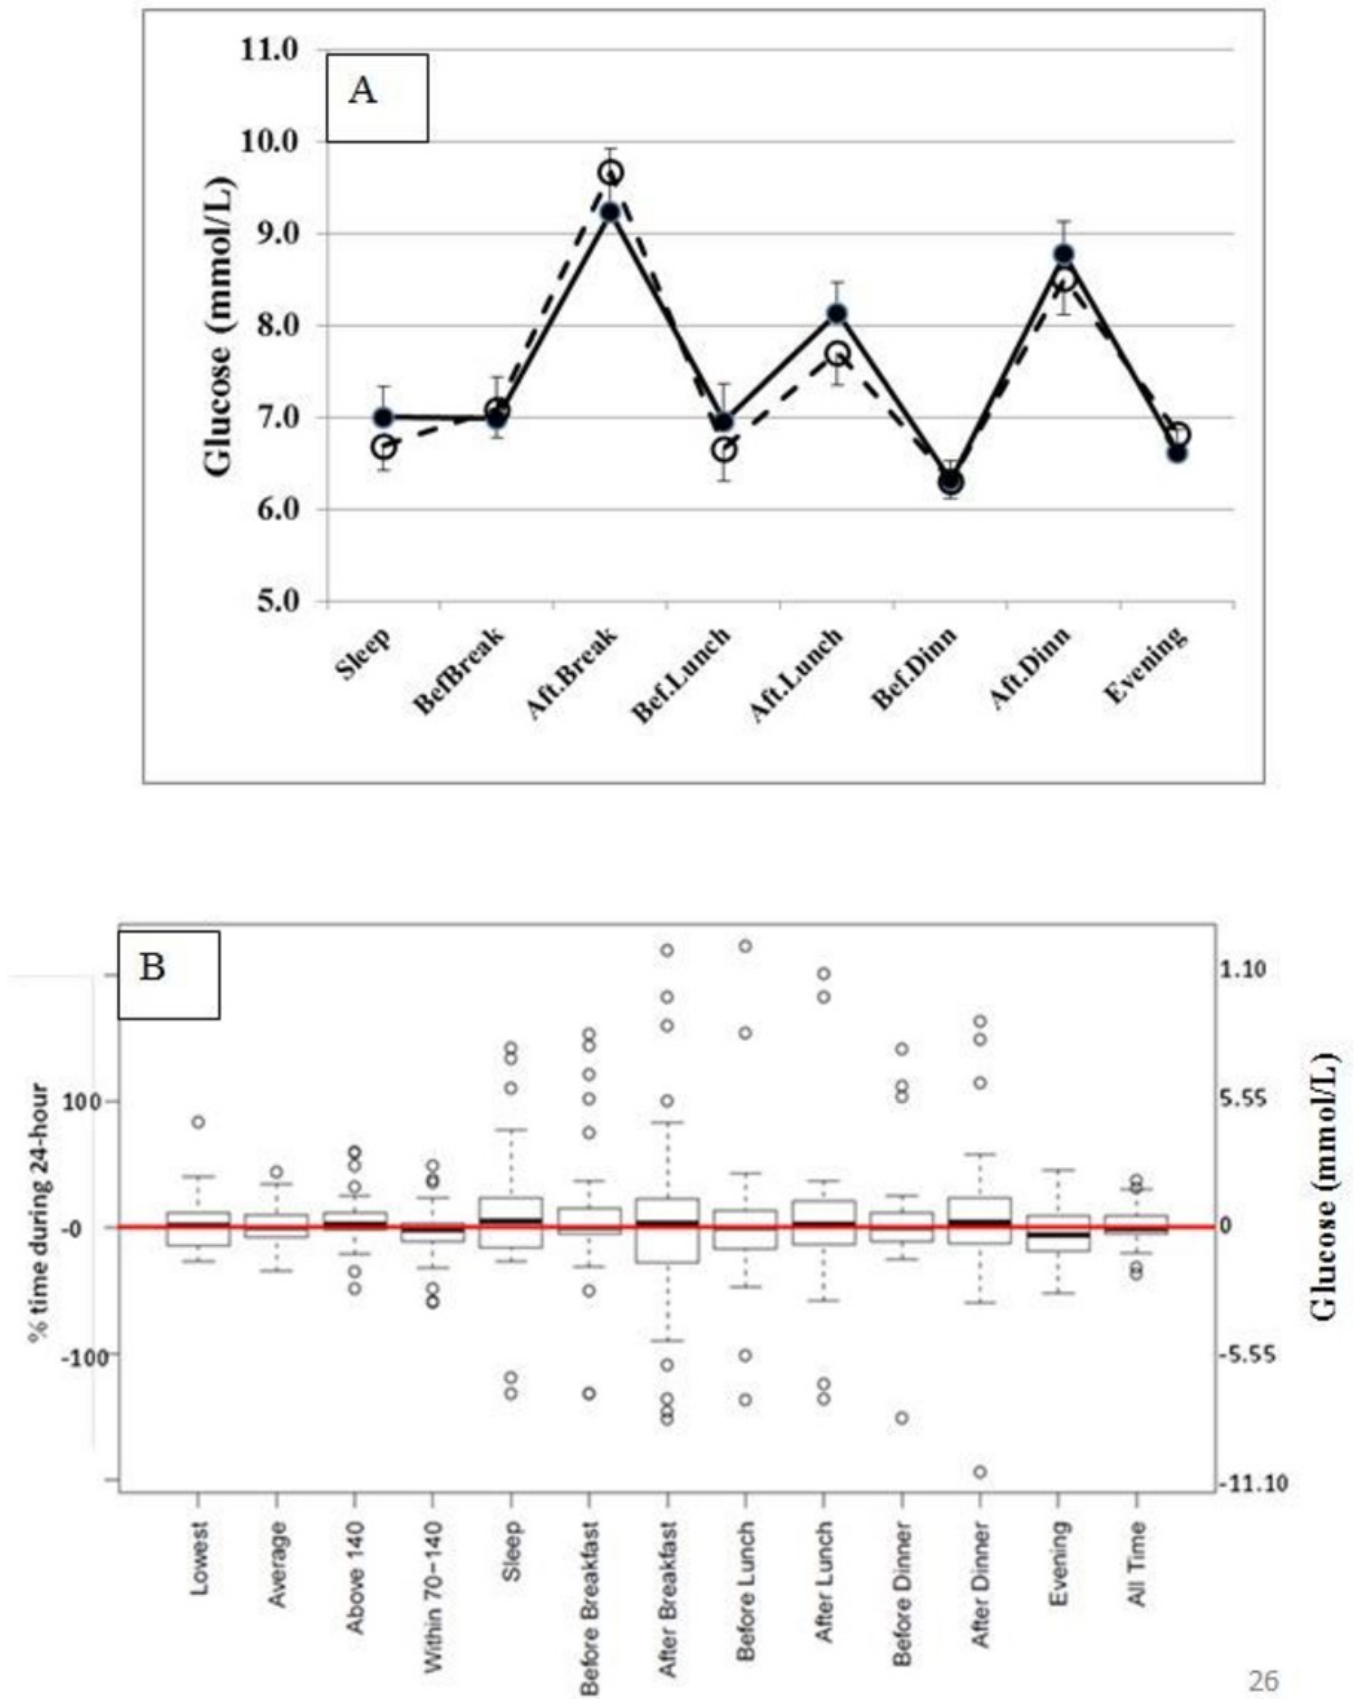 A
11.0
10.0
9.0
8.0
7.0
6.0
5.0
Glucose (mmol/L)
Sleep
BefBreak
Aft.Break
Bef.Lunch
Aft.Lunch
Bef.Dinn
Aft.Dinn
Evening
B
% time during 24-hour
100
-0
-100
1.10
5.55
0
-5.55
-11.10
Glucose (mmol/L)
Lowest
Average
Above 140
Within 70-140
Sleep
Before Breakfast
After Breakfast
Before Lunch
After Lunch
Before Dinner
After Dinner
Evening
All Time
26